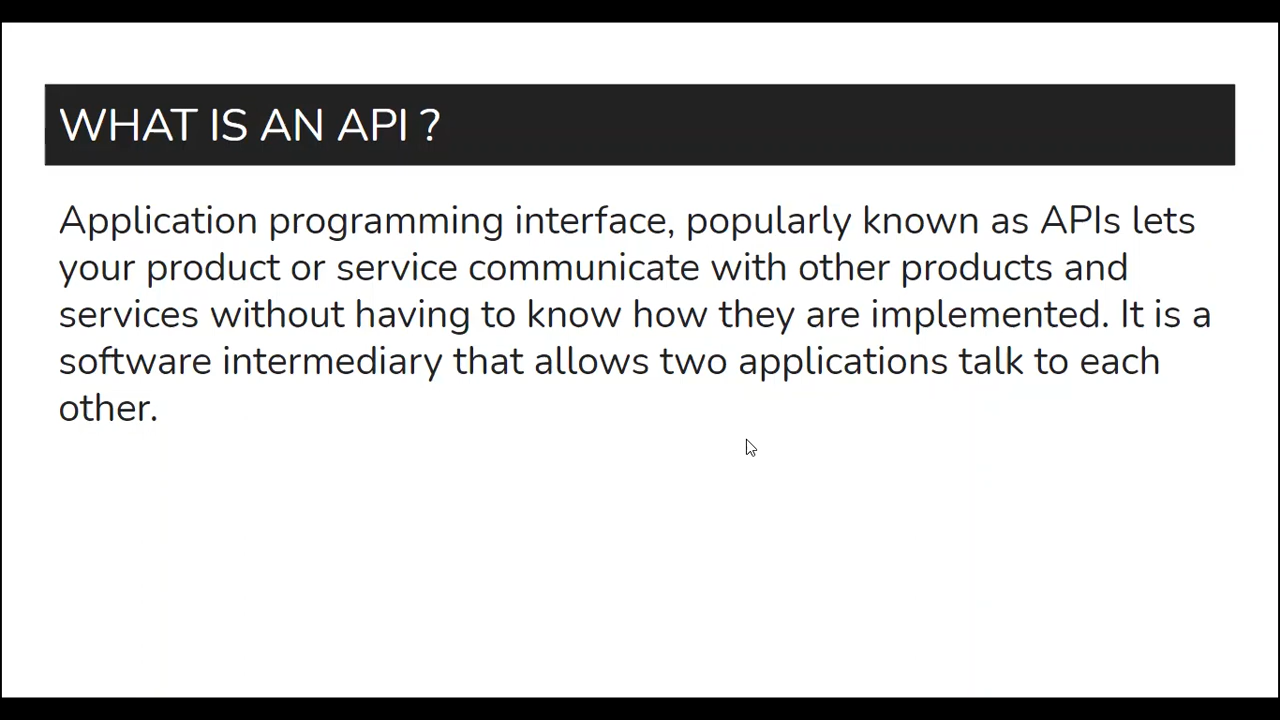 WHAT IS AN API ?
Application programming interface, popularly known as APIs lets
your product or service communicate with other products and
services without having to know how they are implemented. It is a
software intermediary that allows two applications talk to each
other.